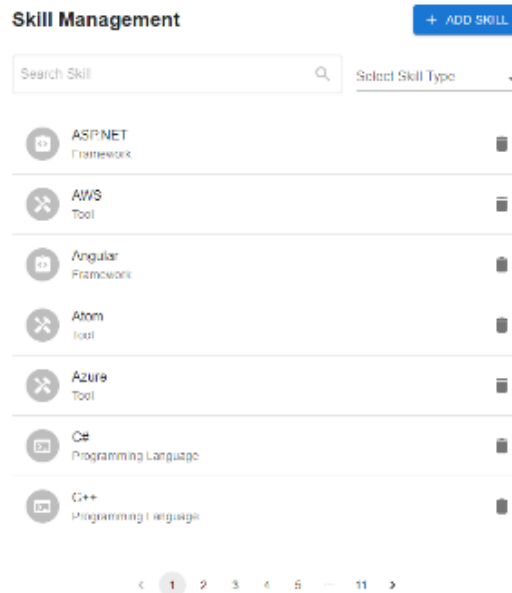 Skill Management
+ ADD SKILL
Search Skill
Select Skill Type
ASP.NET
Framework
AWS
Tool
Angular
Framework
Atom
Tool
Azure
Tool
C#
Programming Language
C++
Programming Language
< 1 2 3 4 5 … 11 >